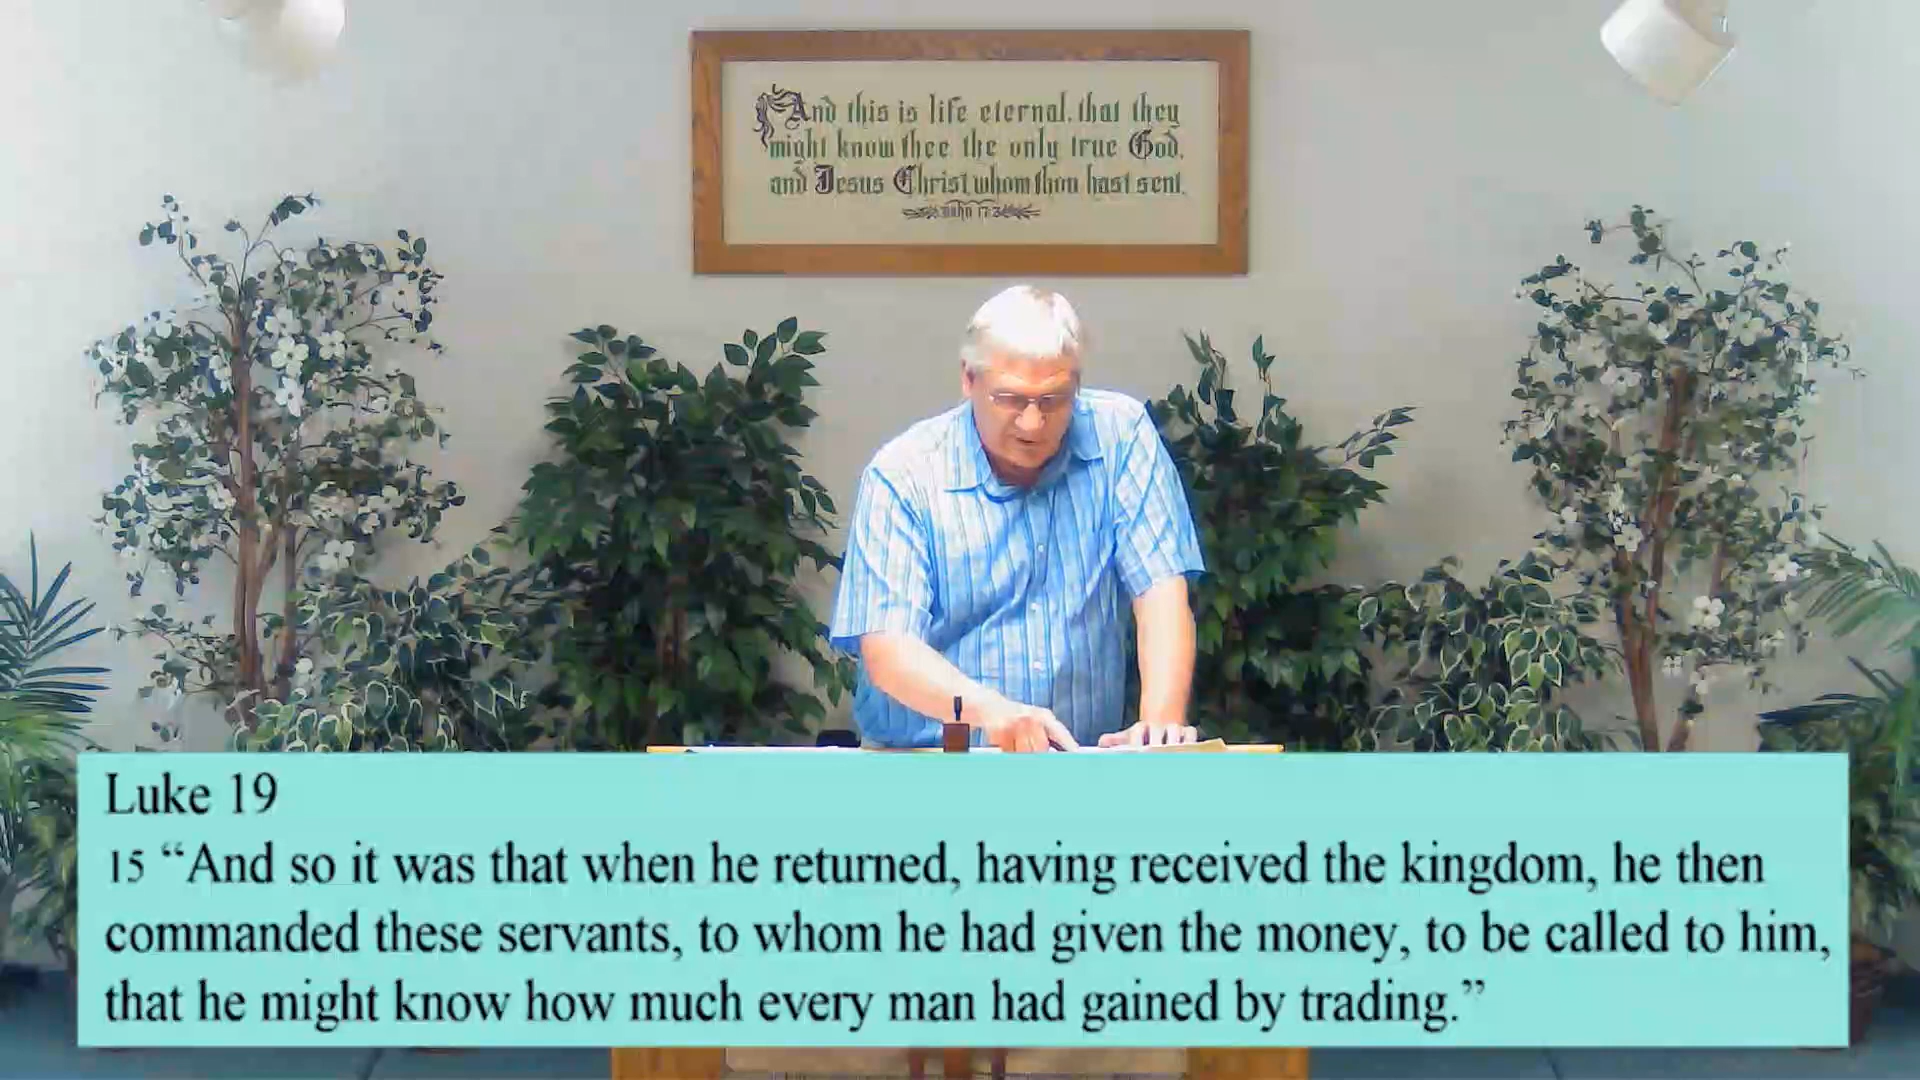 And this is life eternal, that they
might know thee the only true God,
and Jesus Christ, whom thou hast sent.
John 17:3
Luke 19
15 “And so it was that when he returned, having received the kingdom, he then
commanded these servants, to whom he had given the money, to be called to him,
that he might know how much every man had gained by trading.”